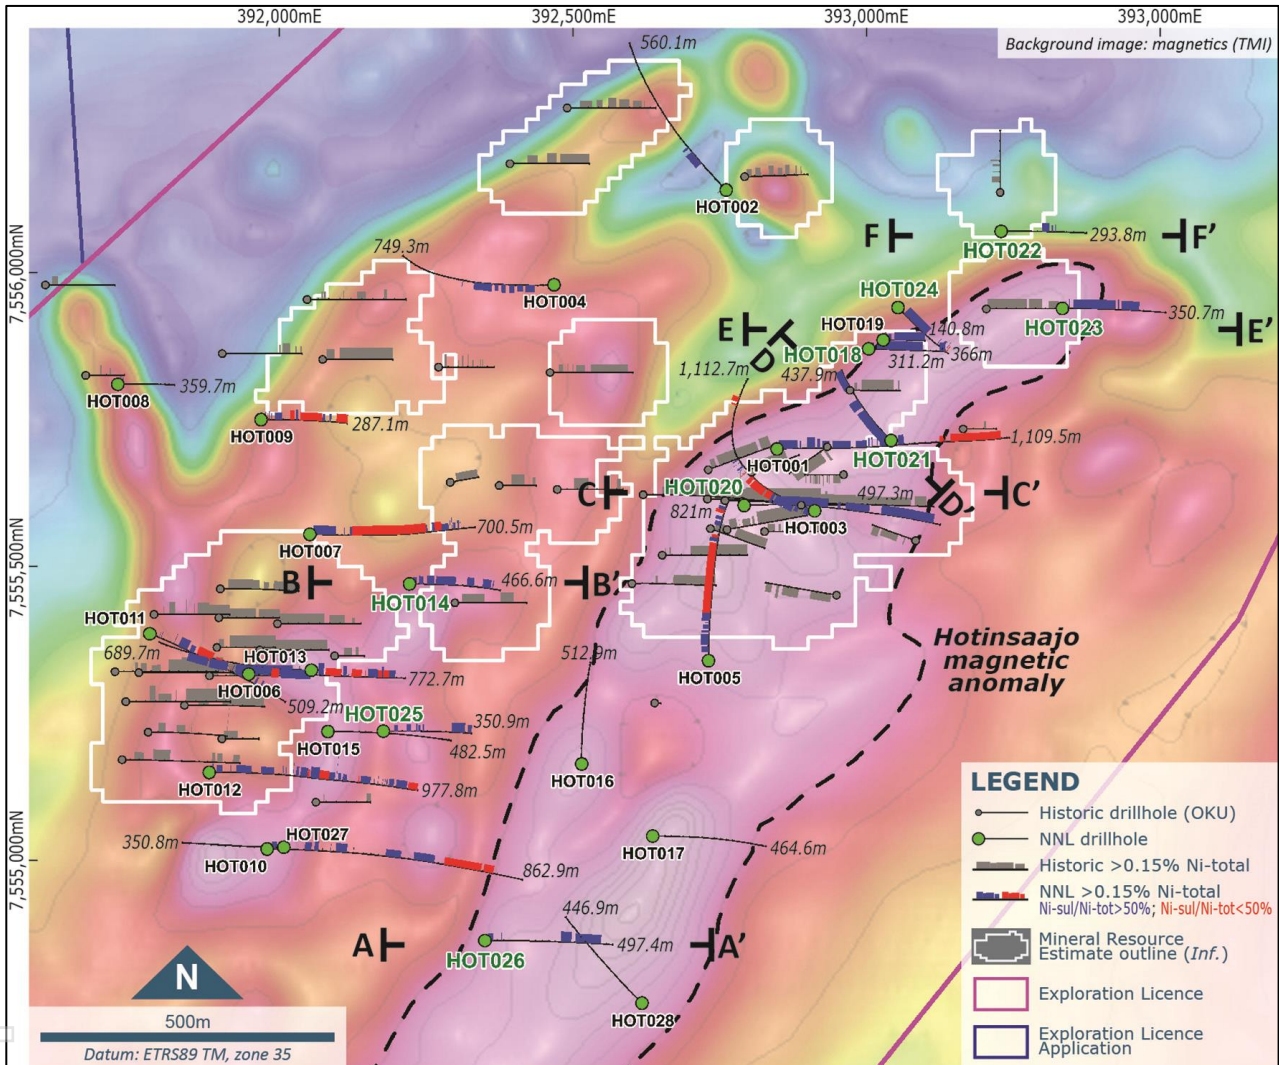 392,000mE
392,500mE
393,000mE
393,000mE
Background image: magnetics (TMI)
560.1m
HOT002
F
F'
293.8m
HOT022
749.3m
HOT004
7,556,000mN
HOT024
HOT019
140.8m
E
D
HOT018
311.2m
366m
HOT023
350.7m
E'
1,112.7m
437.9m
359.7m
HOT008
HOT009
287.1m
1,109.5m
HOT001
HOT021
HOT020
C
497.3m
D'
C'
821m
HOT003
700.5m
HOT007
7,555,500mN
B
466.6m
B'
HOT014
HOT011
689.7m
HOT013
512.9m
Hotinsaajo
magnetic
anomaly
HOT006
772.7m
HOT005
509.2m
HOT025
350.9m
HOT015
482.5m
HOT016
HOT012
977.8m
7,555,000mN
350.8m
HOT027
HOT010
862.9m
HOT017
464.6m
446.9m
A
497.4m
A'
HOT026
HOT028
N
500m
Datum: ETRS89 TM, zone 35
LEGEND
Historic drillhole (OKU)
NNL drillhole
Historic >0.15% Ni-total
NNL >0.15% Ni-total
Ni-sul/Ni-tot>50%; Ni-sul/Ni-tot<50%
Mineral Resource
Estimate outline (Inf.)
Exploration Licence
Exploration Licence
Application